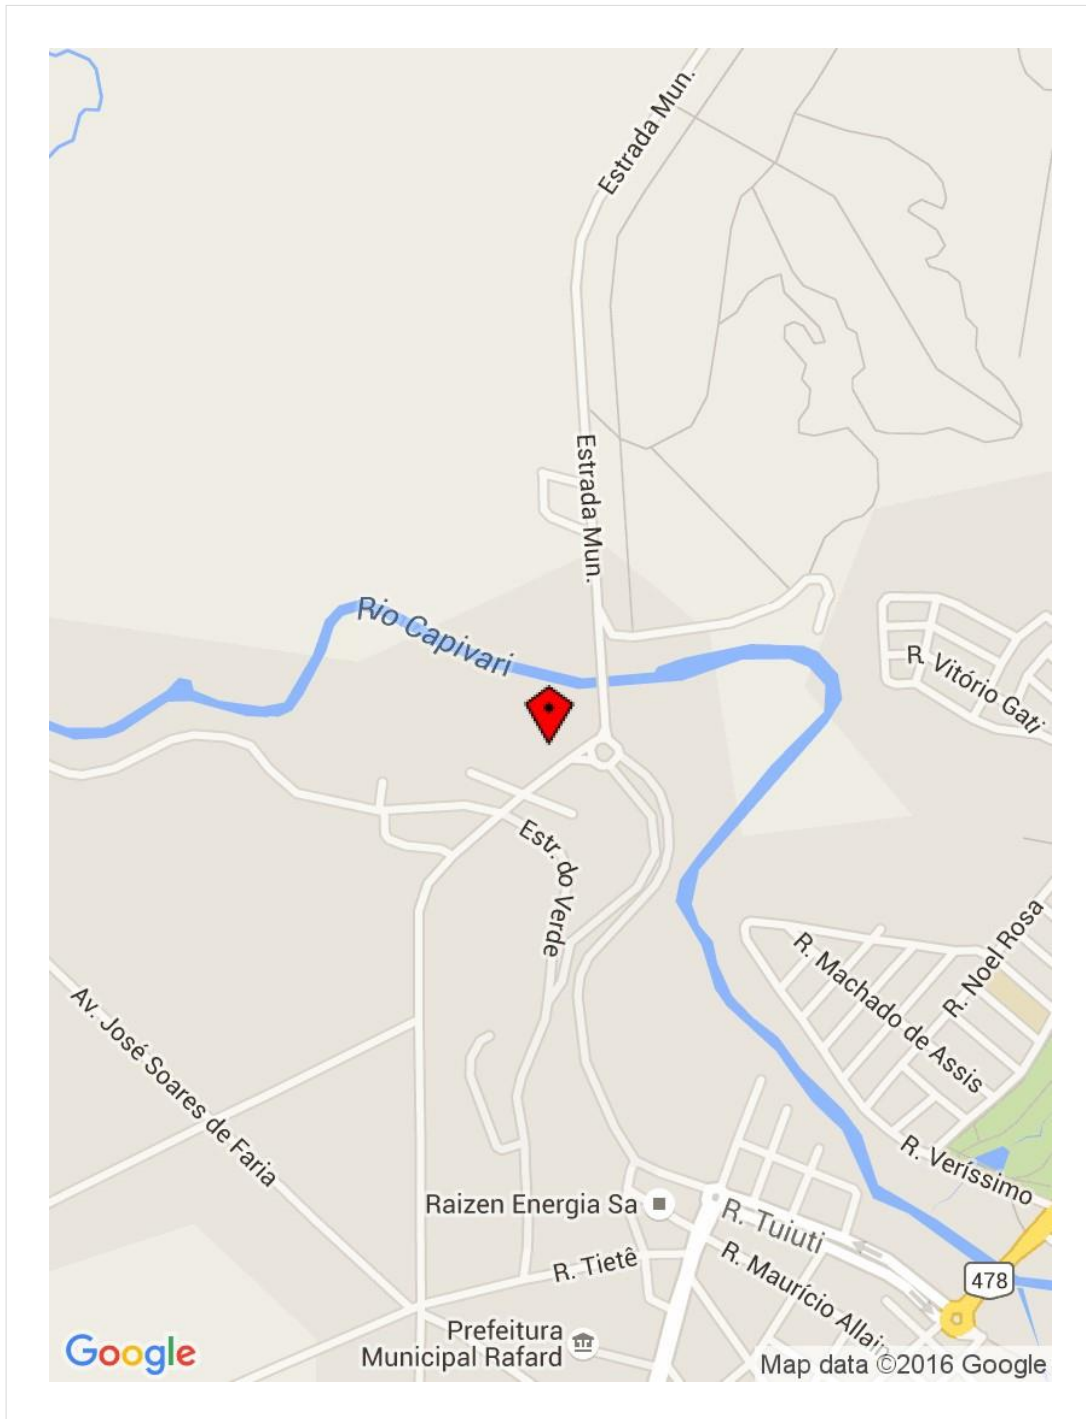 Estrada Mun.
Estrada Mun.
Rio Capivari
R. Vitório Gati
Estr. do Verde
R. Noel Rosa
R. Machado de Assis
Av. José Soares de Faria
R. Veríssimo
Raizen Energia Sa
R. Tuiuti
R. Tietê
R. Maurício Allain
478
Prefeitura
Municipal Rafard
Google
Map data ©2016 Google